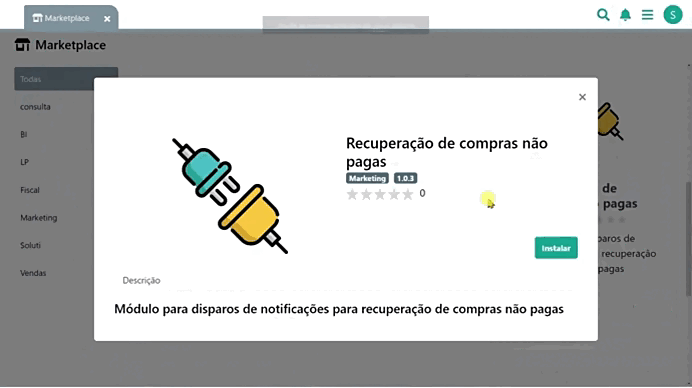 Marketplace ×
S
Marketplace
Todas
consulta
BI
LP
Fiscal
Marketing
Soluti
Vendas
×
Recuperação de compras não
pagas
Marketing 1.0.3
0
Instalar
Descrição
Módulo para disparos de notificações para recuperação de compras não pagas
de
pagas
paros de
recuperação
agas